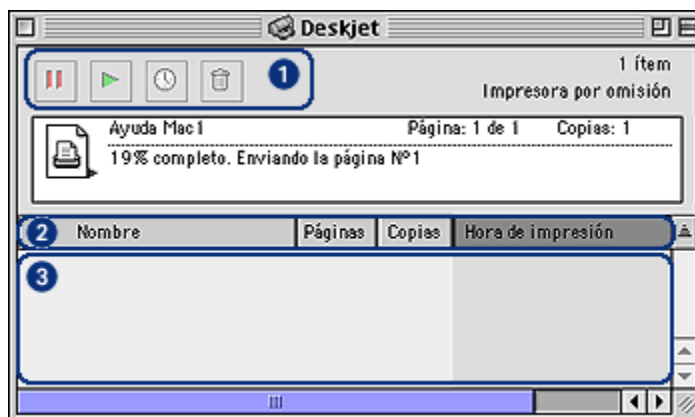 Deskjet
1
1 ítem
Impresora por omisión
Ayuda Mac1 Página: 1 de 1 Copias: 1
19% completo. Enviando la página Nº1
2 Nombre Páginas Copias Hora de impresión
3